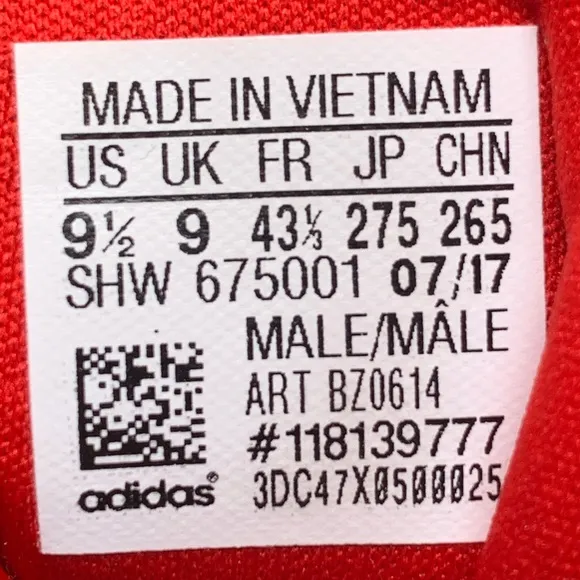 MADE IN VIETNAM
US UK FR JP CHN
9½ 9 43⅓ 275 265
SHW 675001 07/17
MALE/MÂLE
ART BZ0614
#118139777
adidas® 3DC47X0500025